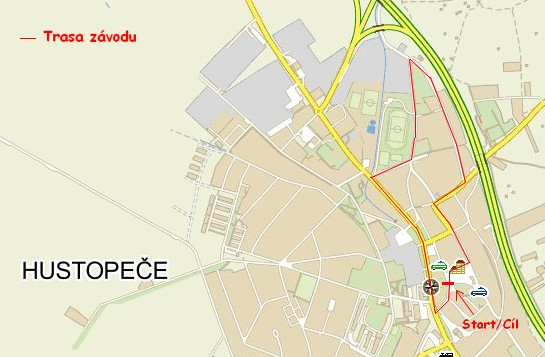 Trasa závodu
HUSTOPEČE
Start/Cíl